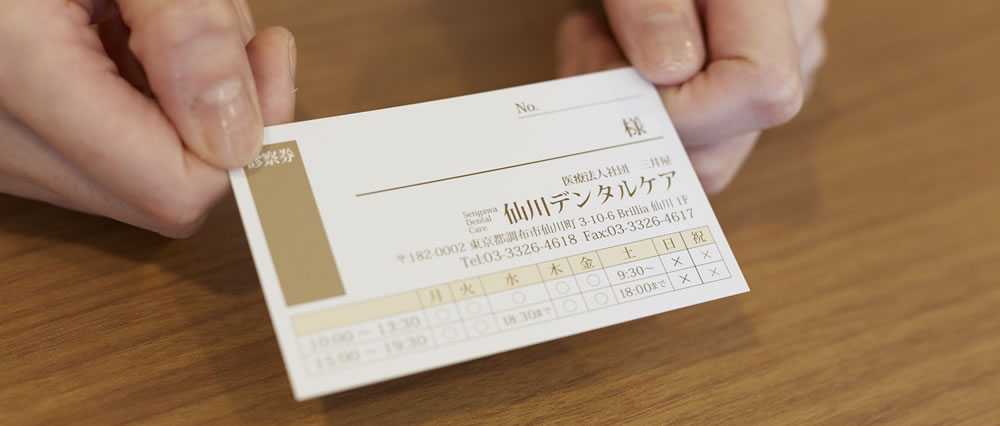 診察券
No.
様
医療法人社団 三井屋
Sengawa
Dental
Care
仙川デンタルケア
〒182-0002 東京都調布市仙川町 3-10-6 Brillia 仙川 1F
Tel:03-3326-4618 Fax:03-3326-4617
月 火 水 木 金 土 日 祝
10:00 ～ 13:30 ○ ○ ○ ○ ○ 9:30～ × ×
15:00 ～ 19:30 ○ ○ 18:30まで ○ ○ 18:00まで × ×